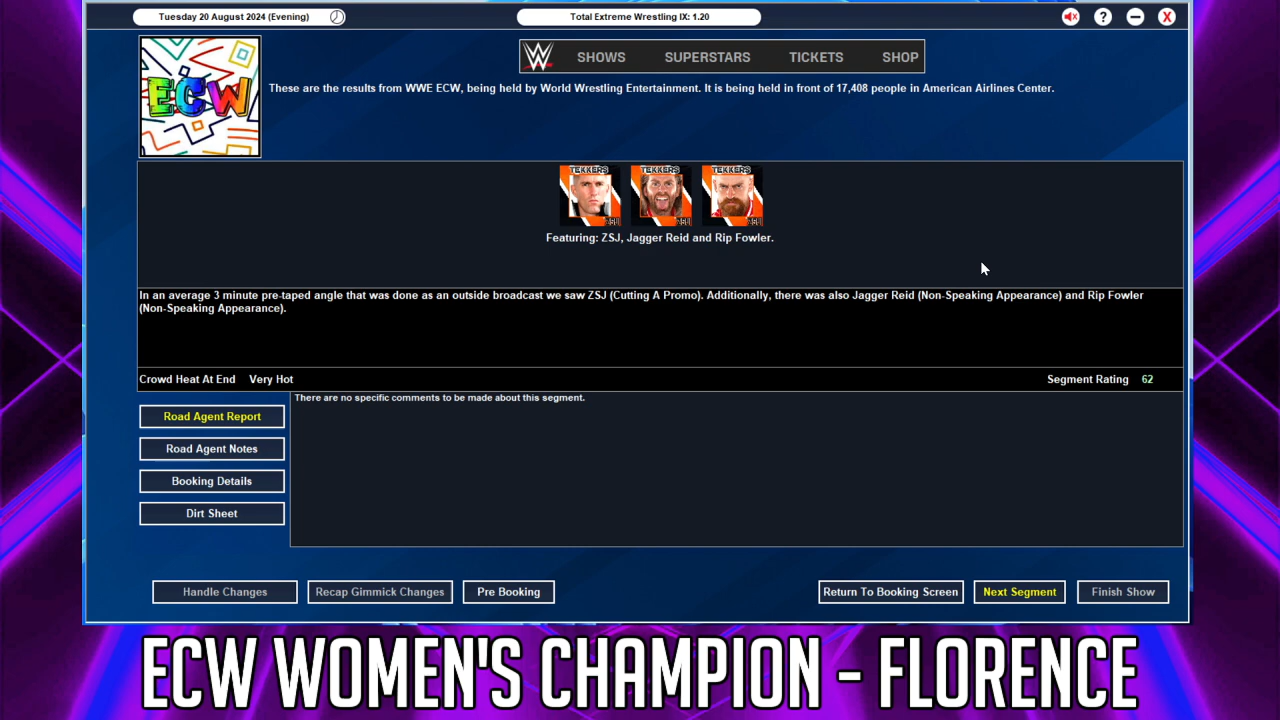 Tuesday 20 August 2024 (Evening)
Total Extreme Wrestling IX: 1.20
?
X
ECW
W
SHOWS
SUPERSTARS
TICKETS
SHOP
These are the results from WWE ECW, being held by World Wrestling Entertainment. It is being held in front of 17,408 people in American Airlines Center.
TEKKERS
TEKKERS
TEKKERS
ZSJ
ZSJ
ZSJ
Featuring: ZSJ, Jagger Reid and Rip Fowler.
In an average 3 minute pre-taped angle that was done as an outside broadcast we saw ZSJ (Cutting A Promo). Additionally, there was also Jagger Reid (Non-Speaking Appearance) and Rip Fowler
(Non-Speaking Appearance).
Crowd Heat At End Very Hot
Segment Rating 62
There are no specific comments to be made about this segment.
Road Agent Report
Road Agent Notes
Booking Details
Dirt Sheet
Handle Changes
Recap Gimmick Changes
Pre Booking
Return To Booking Screen
Next Segment
Finish Show
ECW WOMEN'S CHAMPION - FLORENCE